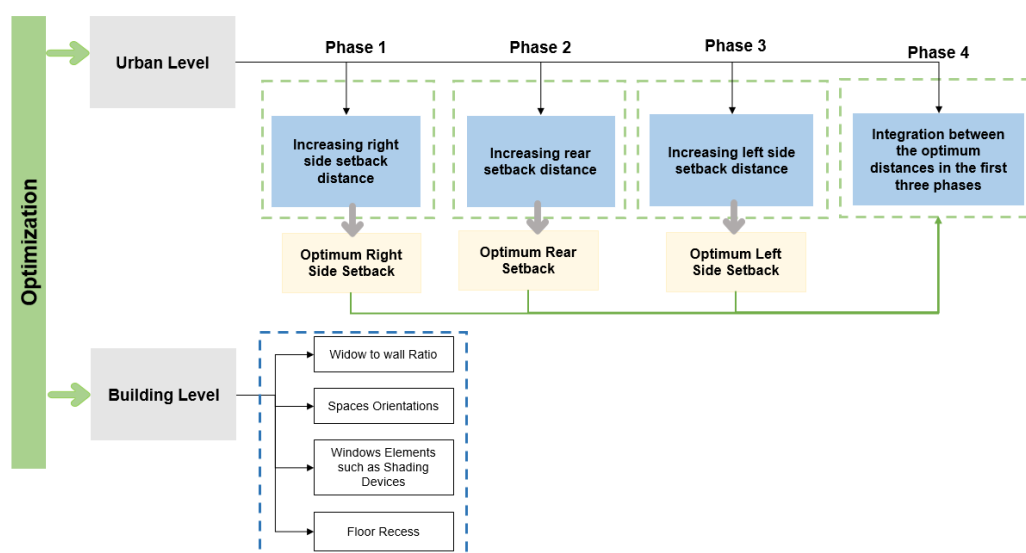 Optimization
Urban Level
Phase 1
Phase 2
Phase 3
Phase 4
Increasing right
side setback
distance
Increasing rear
setback distance
Increasing left side
setback distance
Integration between
the optimum
distances in the first
three phases
Optimum Right
Side Setback
Optimum Rear
Setback
Optimum Left
Side Setback
Building Level
Widow to wall Ratio
Spaces Orientations
Windows Elements
such as Shading
Devices
Floor Recess